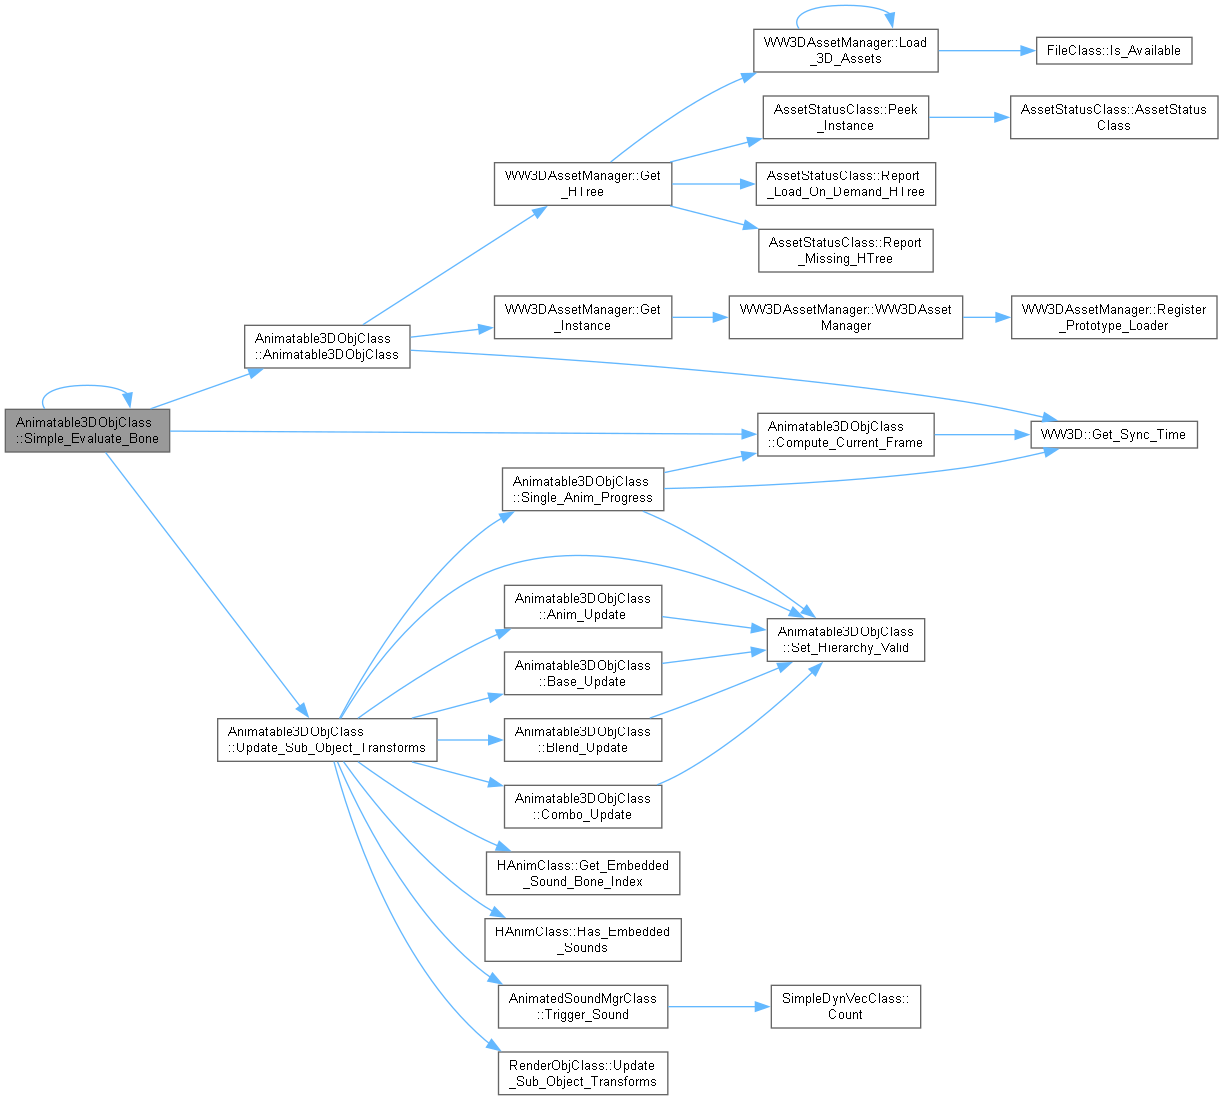 WW3DAssetManager::Load
_3D_Assets
FileClass::Is_Available
AssetStatusClass::Peek
_Instance
AssetStatusClass::AssetStatus
Class
WW3DAssetManager::Get
_HTree
AssetStatusClass::Report
_Load_On_Demand_HTree
AssetStatusClass::Report
_Missing_HTree
WW3DAssetManager::Get
_Instance
WW3DAssetManager::WW3DAsset
Manager
WW3DAssetManager::Register
_Prototype_Loader
Animatable3DObjClass
::Animatable3DObjClass
Animatable3DObjClass
::Simple_Evaluate_Bone
Animatable3DObjClass
::Compute_Current_Frame
WW3D::Get_Sync_Time
Animatable3DObjClass
::Single_Anim_Progress
Animatable3DObjClass
::Anim_Update
Animatable3DObjClass
::Set_Hierarchy_Valid
Animatable3DObjClass
::Base_Update
Animatable3DObjClass
::Update_Sub_Object_Transforms
Animatable3DObjClass
::Blend_Update
Animatable3DObjClass
::Combo_Update
HAnimClass::Get_Embedded
_Sound_Bone_Index
HAnimClass::Has_Embedded
_Sounds
AnimatedSoundMgrClass
::Trigger_Sound
SimpleDynVecClass::
Count
RenderObjClass::Update
_Sub_Object_Transforms